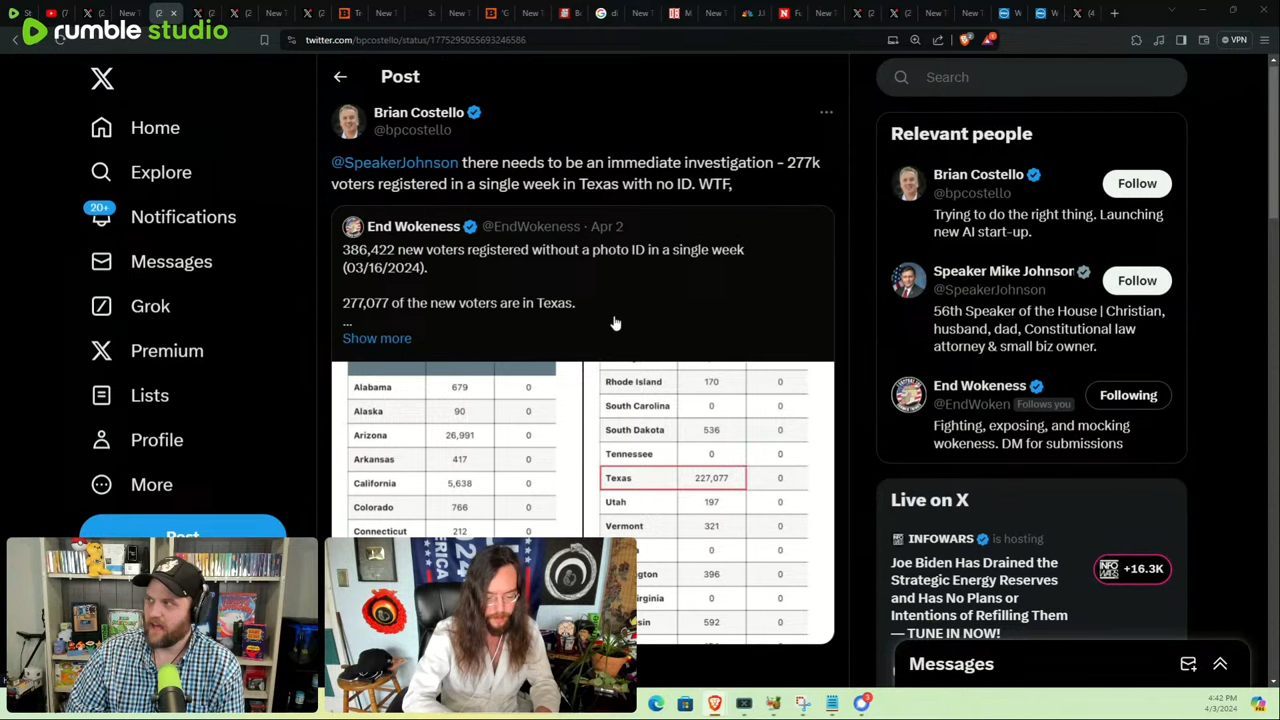 rumble studio
twitter.com/bpcostello/status/1775295055693246586
VPN
Home
Explore
20+
Notifications
Messages
Grok
Premium
Lists
Profile
More
Post
Post
Brian Costello
@bpcostello
@SpeakerJohnson there needs to be an immediate investigation - 277k
voters registered in a single week in Texas with no ID. WTF,
End Wokeness @EndWokeness · Apr 2
386,422 new voters registered without a photo ID in a single week
(03/16/2024).
277,077 of the new voters are in Texas.
...
Show more
Alabama 679 0
Alaska 90 0
Arizona 26,991 0
Arkansas 417 0
California 5,638 0
Colorado 766 0
Connecticut 212 0
Rhode Island 170 0
South Carolina 0 0
South Dakota 536 0
Tennessee 0 0
Texas 227,077 0
Utah 197 0
Vermont 321 0
0 0
ngton 396 0
irginia 0 0
sin 592 0
Search
Relevant people
Brian Costello
@bpcostello
Follow
Trying to do the right thing. Launching
new AI start-up.
Speaker Mike Johnson
@SpeakerJohnson
Follow
56th Speaker of the House | Christian,
husband, dad, Constitutional law
attorney & small biz owner.
End Wokeness
@EndWoken Follows you
Following
Fighting, exposing, and mocking
wokeness. DM for submissions
Live on X
INFOWARS is hosting
Joe Biden Has Drained the
Strategic Energy Reserves
and Has No Plans or
Intentions of Refilling Them
— TUNE IN NOW!
+16.3K
Messages
4:42 PM
4/3/2024